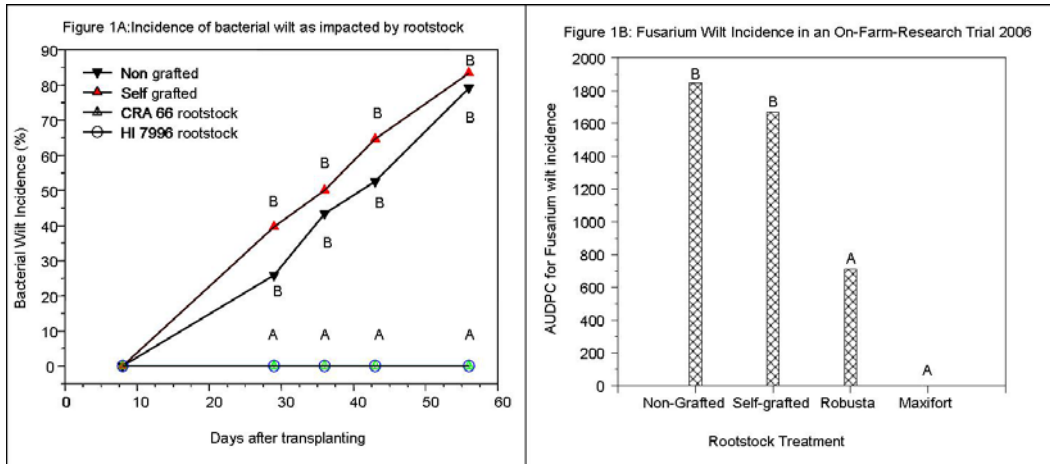 Figure 1A:Incidence of bacterial wilt as impacted by rootstock
90
80
70
60
50
40
30
20
10
0
Bacterial Wilt Incidence (%)
Non grafted
Self grafted
CRA 66 rootstock
HI 7996 rootstock
B
B
B
B
B
B
B
B
A
A
A
A
0 10 20 30 40 50 60
Days after transplanting
Figure 1B: Fusarium Wilt Incidence in an On-Farm-Research Trial 2006
2000
1800
1600
1400
1200
1000
800
600
400
200
0
AUDPC for Fusarium wilt incidence
B
B
A
A
Non-Grafted Self-grafted Robusta Maxifort
Rootstock Treatment